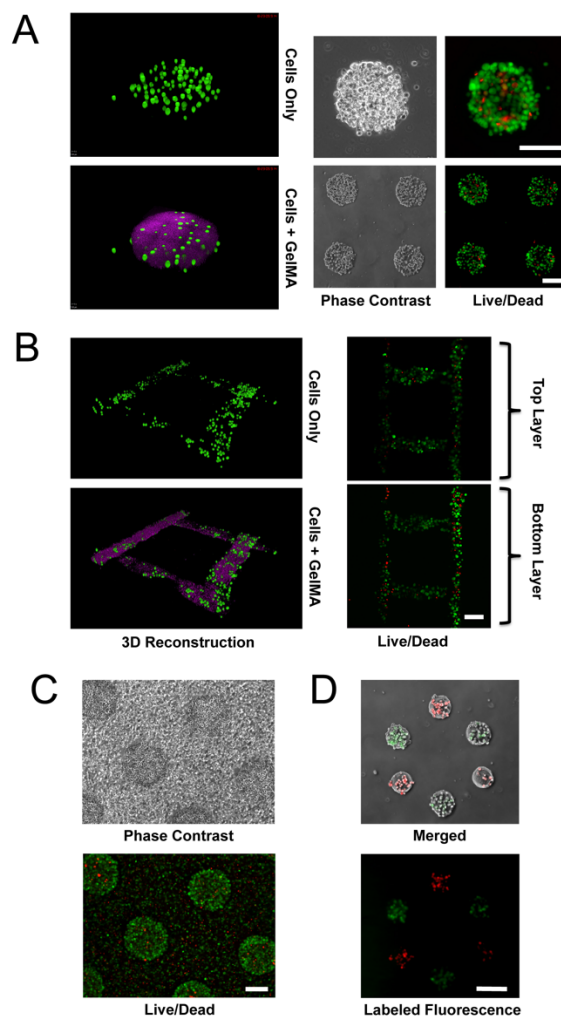 A
Cells Only
Cells + GelMA
Phase Contrast
Live/Dead
B
Cells Only
Cells + GelMA
Top Layer
Bottom Layer
3D Reconstruction
Live/Dead
C
Phase Contrast
Live/Dead
D
Merged
Labeled Fluorescence